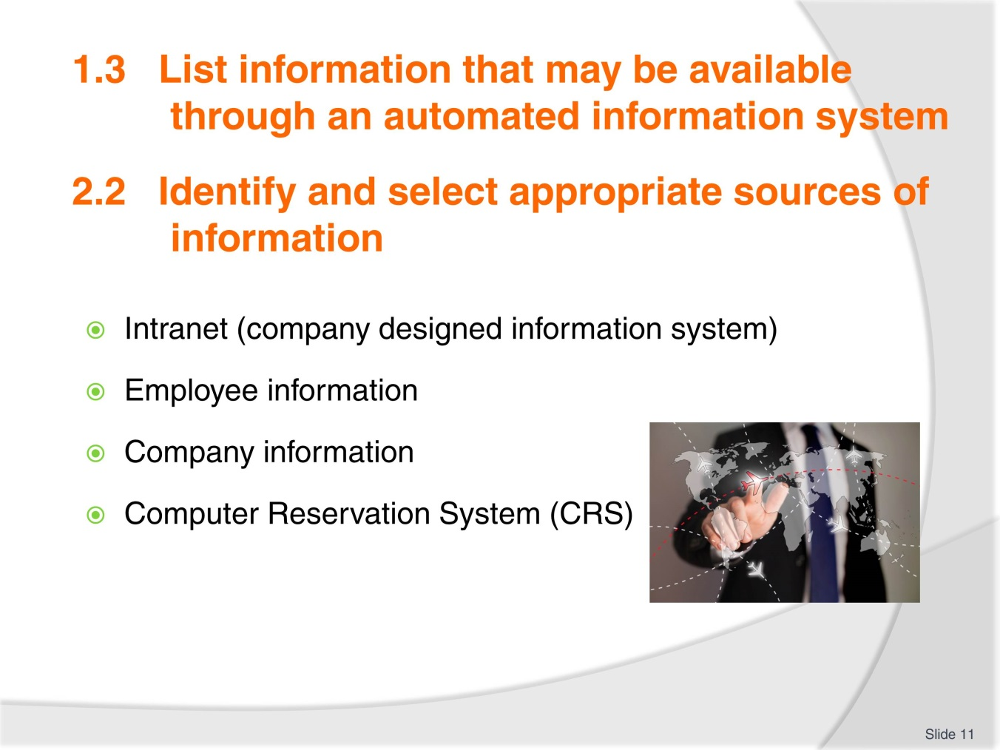 1.3 List information that may be available
through an automated information system
2.2 Identify and select appropriate sources of
information
Intranet (company designed information system)
Employee information
Company information
Computer Reservation System (CRS)
Slide 11